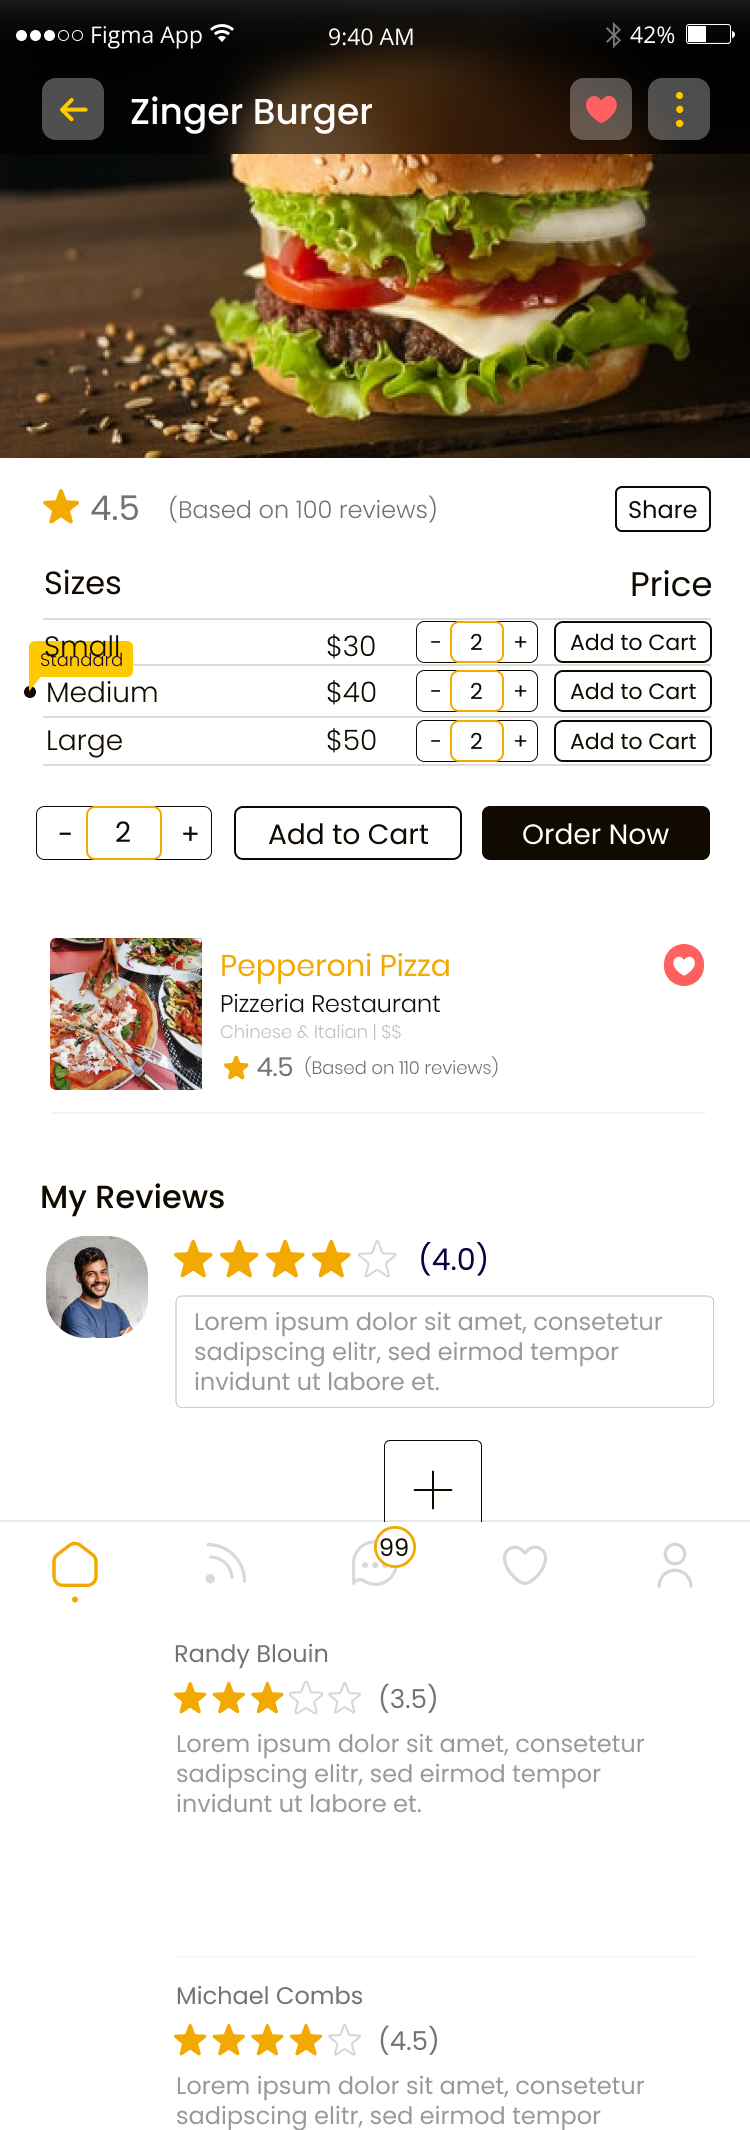 Figma App
9:40 AM
42%
Zinger Burger
4.5 (Based on 100 reviews)
Share
Sizes
Price
Small $30 - 2 + Add to Cart
Standard
Medium $40 - 2 + Add to Cart
Large $50 - 2 + Add to Cart
- 2 + Add to Cart Order Now
Pepperoni Pizza
Pizzeria Restaurant
Chinese & Italian | $$
4.5 (Based on 110 reviews)
My Reviews
(4.0)
Lorem ipsum dolor sit amet, consetetur
sadipscing elitr, sed eirmod tempor
invidunt ut labore et.
99
Randy Blouin
(3.5)
Lorem ipsum dolor sit amet, consetetur
sadipscing elitr, sed eirmod tempor
invidunt ut labore et.
Michael Combs
(4.5)
Lorem ipsum dolor sit amet, consetetur
sadipscing elitr, sed eirmod tempor